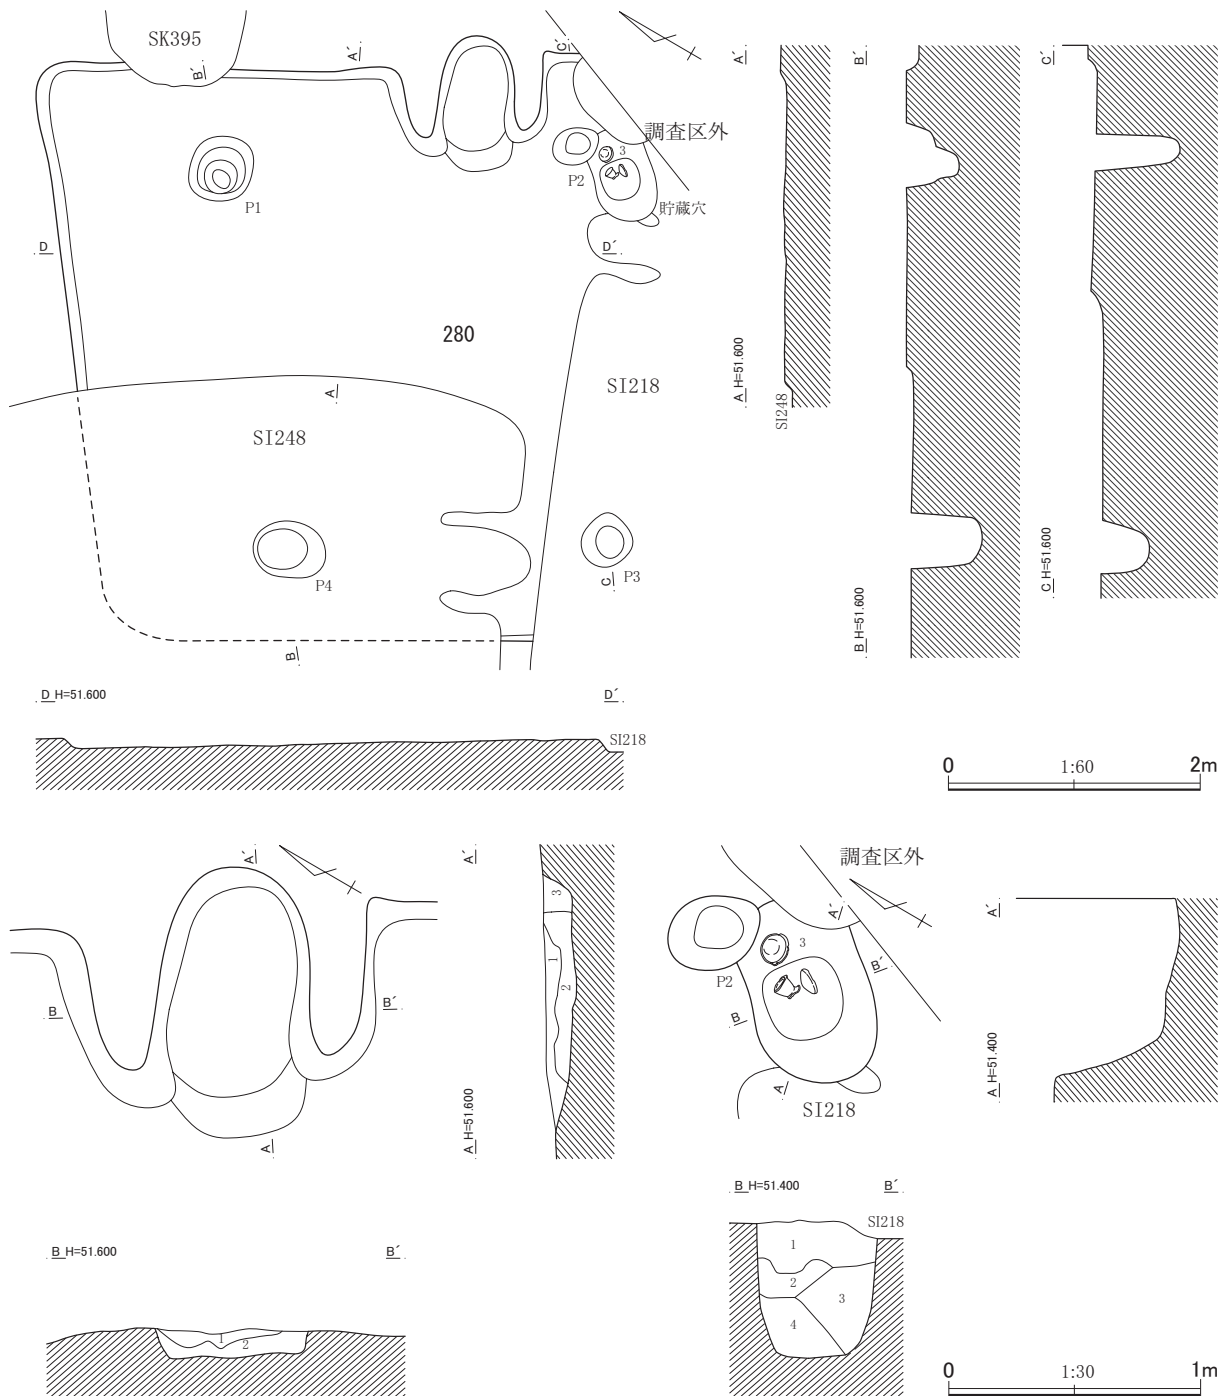 SK395
A´
B´
C´
調査区外
3
P1
P2
貯蔵穴
D
D´
280
SI218
A
SI248
P4
P3
C
B
A´
A H=51.600
SI248
B´
B H=51.600
C´
C H=51.600
D H=51.600
D´
SI218
0
1:60
2m
A´
B
B´
A
A´
3
1
2
A H=51.600
B H=51.600
B´
1
2
調査区外
A´
3
P2
B´
B
A
SI218
A´
A H=51.400
B H=51.400
B´
SI218
1
2
3
4
0
1:30
1m